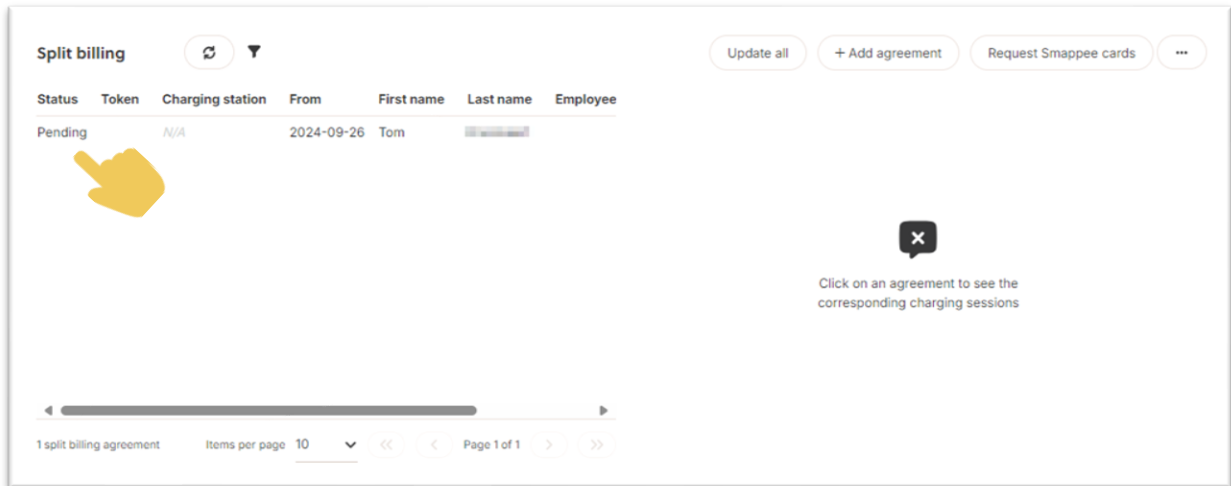 Split billing
Update all
+ Add agreement
Request Smappee cards
Status Token Charging station From First name Last name Employee
Pending N/A 2024-09-26 Tom
Click on an agreement to see the
corresponding charging sessions
1 split billing agreement Items per page 10 Page 1 of 1